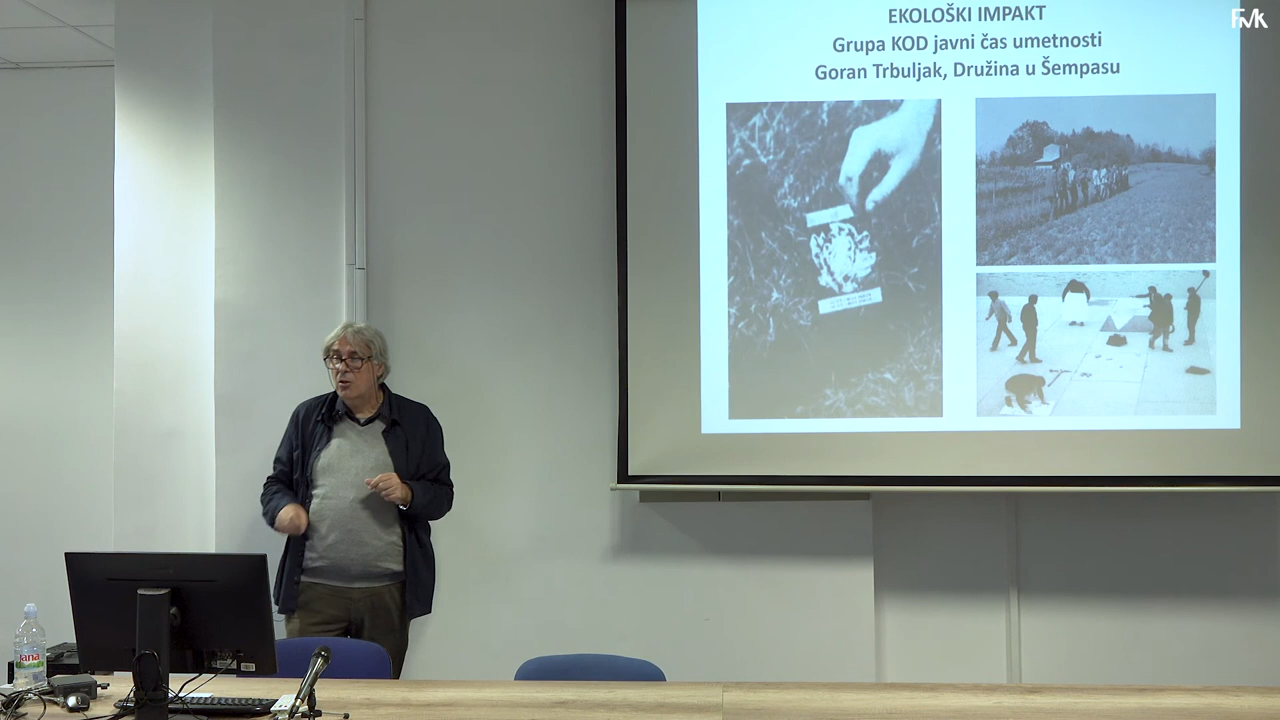 EKOLOŠKI IMPAKT
Grupa KOD javni čas umetnosti
Goran Trbuljak, Družina u Šempasu
FMK
jana